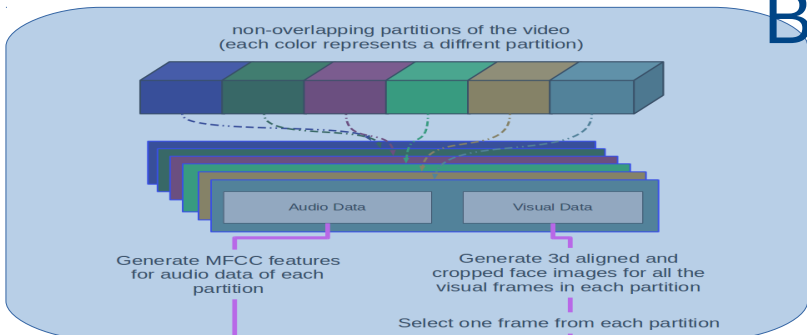 B
non-overlapping partitions of the video
(each color represents a diffrent partition)
Audio Data
Visual Data
Generate MFCC features
for audio data of each
partition
Generate 3d aligned and
cropped face images for all the
visual frames in each partition
Select one frame from each partition